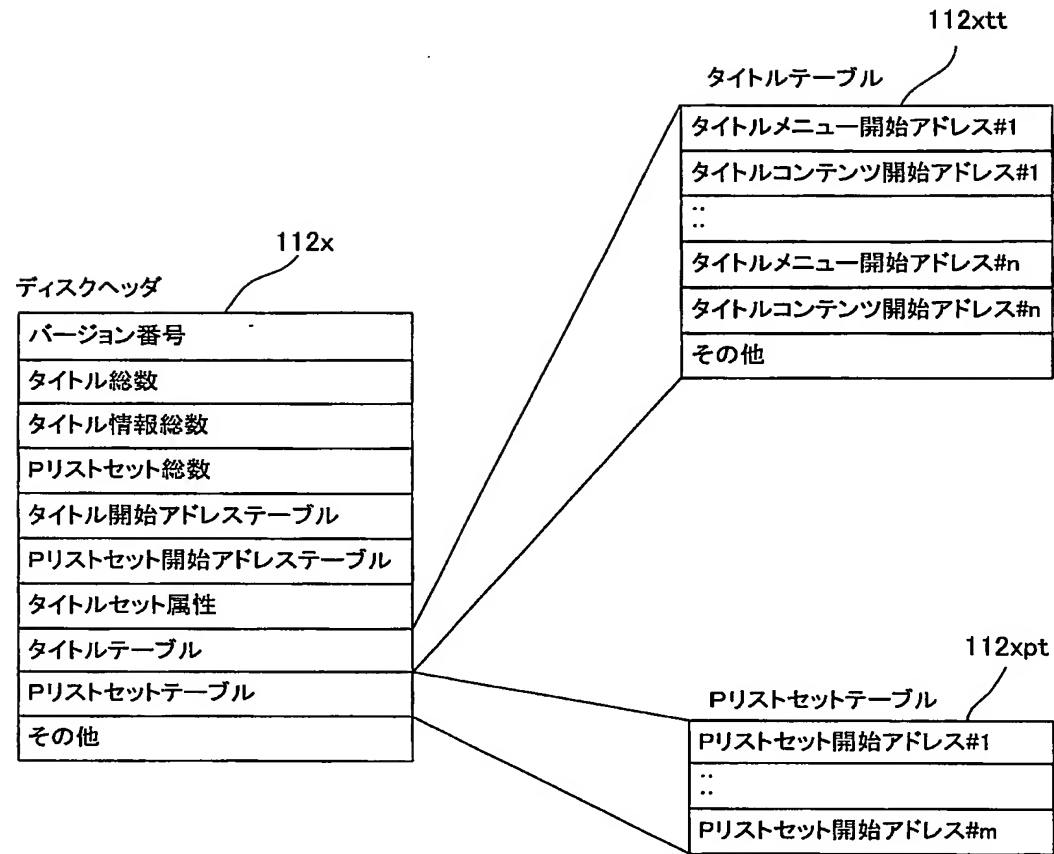 112xtt
タイトルテーブル
タイトルメニュー開始アドレス#1
タイトルコンテンツ開始アドレス#1
::
タイトルメニュー開始アドレス#n
タイトルコンテンツ開始アドレス#n
その他
112x
ディスクヘッダ
バージョン番号
タイトル総数
タイトル情報総数
Pリストセット総数
タイトル開始アドレステーブル
Pリストセット開始アドレステーブル
タイトルセット属性
タイトルテーブル
Pリストセットテーブル
その他
112xpt
Pリストセットテーブル
Pリストセット開始アドレス#1
::
Pリストセット開始アドレス#m